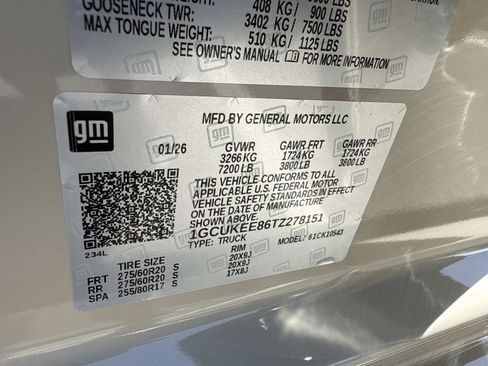 GOOSENECK TWR:
408 KG / 900 LBS
3402 KG / 7500 LBS
MAX TONGUE WEIGHT:
510 KG / 1125 LBS
SEE OWNER'S MANUAL FOR MORE INFORMATION
gm
MFD BY GENERAL MOTORS LLC
01/26
GVWR GAWR FRT GAWR RR
3266 KG 1724 KG 1724 KG
7200 LB 3800 LB 3800 LB
THIS VEHICLE CONFORMS TO ALL
APPLICABLE U.S. FEDERAL MOTOR
VEHICLE SAFETY STANDARDS IN EFFECT
ON THE DATE OF MANUFACTURE
SHOWN ABOVE.
1GCUKEE86TZ278151
TYPE: TRUCK MODEL: 61CK10543
234L
TIRE SIZE RIM
FRT 275/60R20 S 20X9J
RR 275/60R20 S 20X9J
SPA 255/80R17 S 17X8J